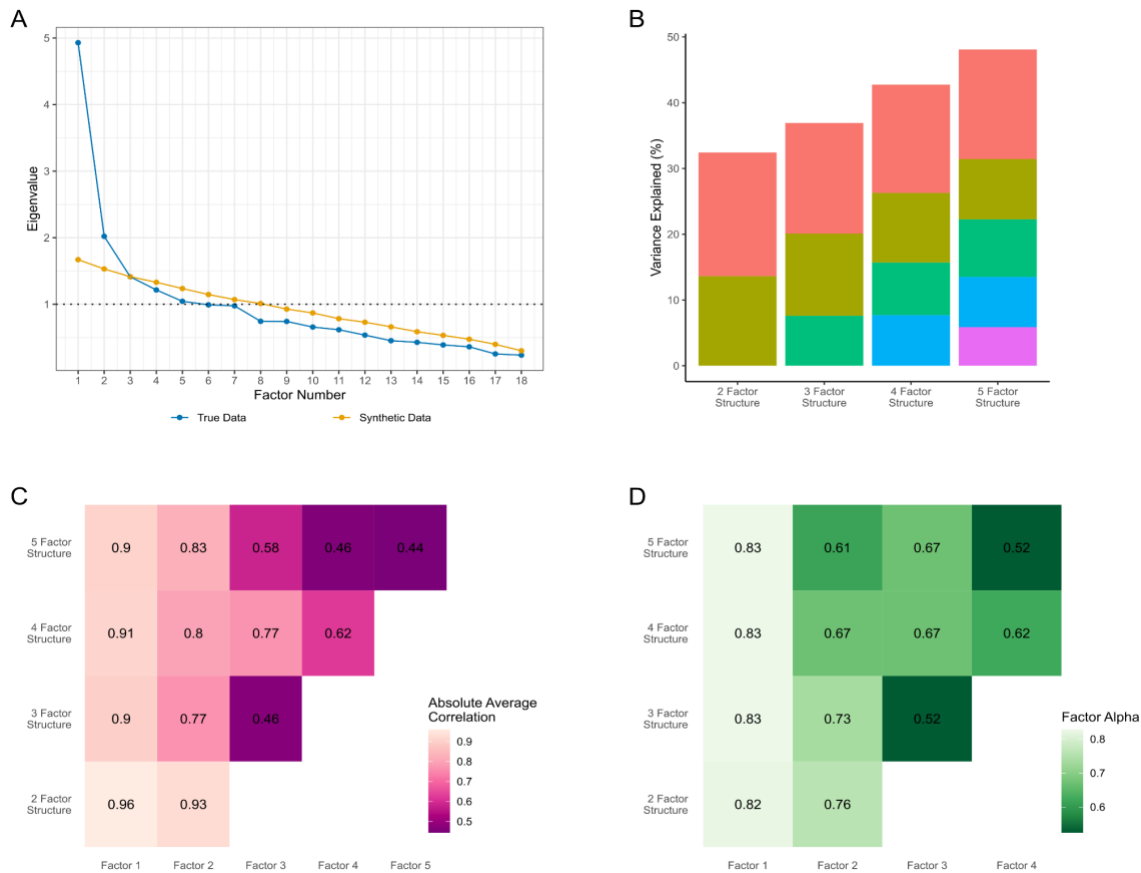 A
5
4
3
2
1
Eigenvalue
1 2 3 4 5 6 7 8 9 10 11 12 13 14 15 16 17 18
Factor Number
True Data
Synthetic Data
B
50
40
30
20
10
0
Variance Explained (%)
2 Factor
Structure
3 Factor
Structure
4 Factor
Structure
5 Factor
Structure
C
5 Factor
Structure
0.9 0.83 0.58 0.46 0.44
4 Factor
Structure
0.91 0.8 0.77 0.62
3 Factor
Structure
0.9 0.77 0.46
2 Factor
Structure
0.96 0.93
Factor 1 Factor 2 Factor 3 Factor 4 Factor 5
Absolute Average
Correlation
0.9
0.8
0.7
0.6
0.5
D
5 Factor
Structure
0.83 0.61 0.67 0.52
4 Factor
Structure
0.83 0.67 0.67 0.62
3 Factor
Structure
0.83 0.73 0.52
2 Factor
Structure
0.82 0.76
Factor 1 Factor 2 Factor 3 Factor 4
Factor Alpha
0.8
0.7
0.6